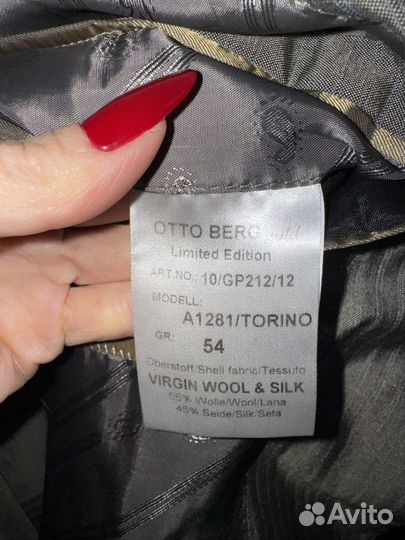 OTTO BERG
Limited Edition
ART.NO.: 10/GP212/12
MODELL:
A1281/TORINO
GR: 54
Oberstoff/Shell fabric/Tessuto
VIRGIN WOOL & SILK
55% Wolle/Wool/Lana
45% Seide/Silk/Seta
Avito